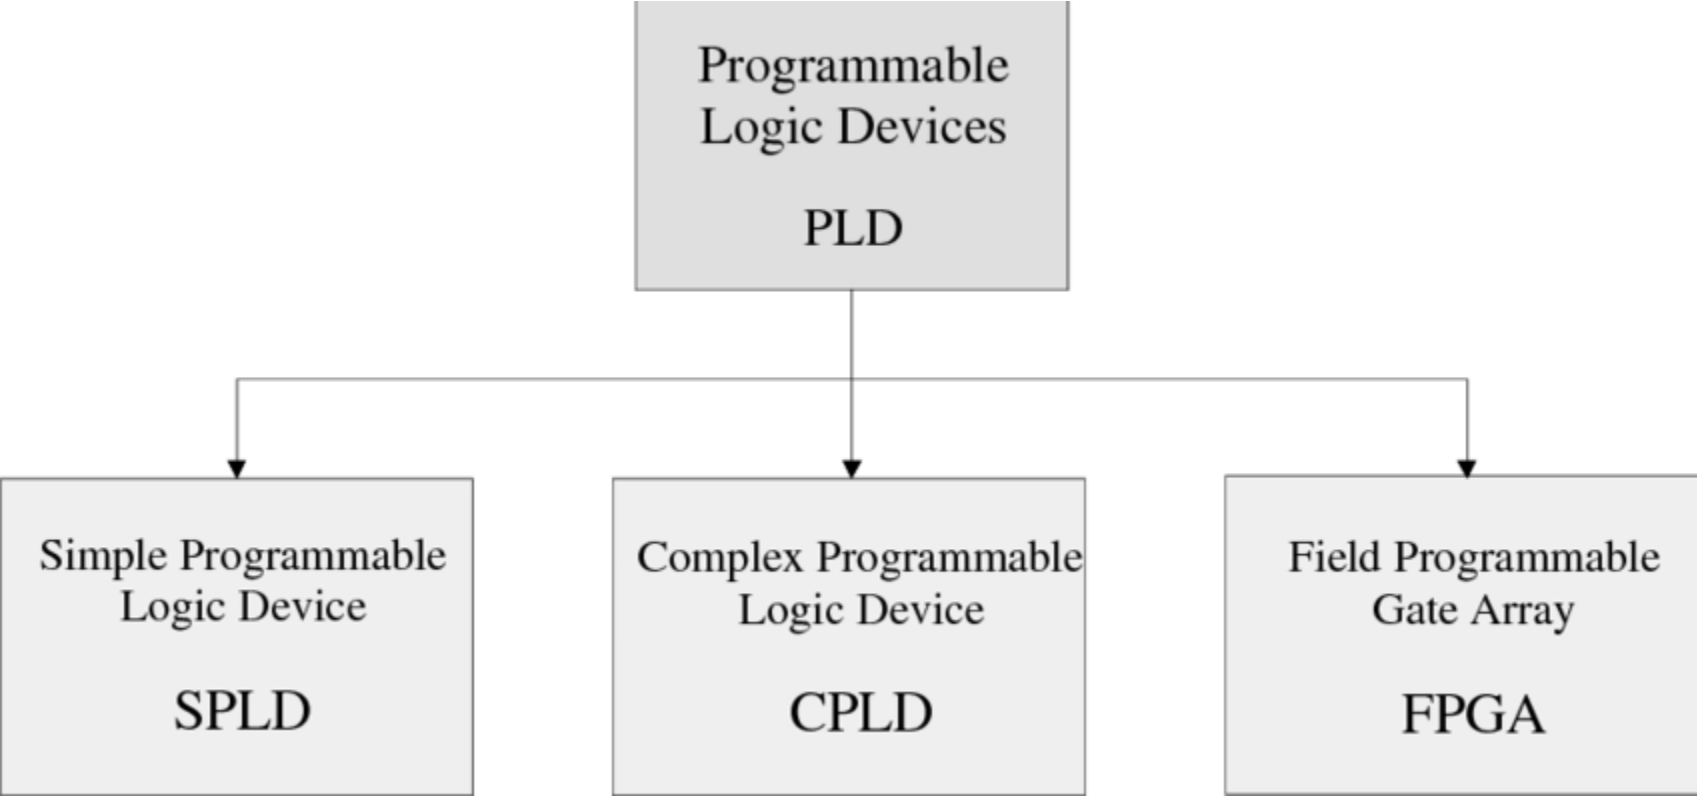 Programmable
Logic Devices
PLD
Simple Programmable
Logic Device
SPLD
Complex Programmable
Logic Device
CPLD
Field Programmable
Gate Array
FPGA